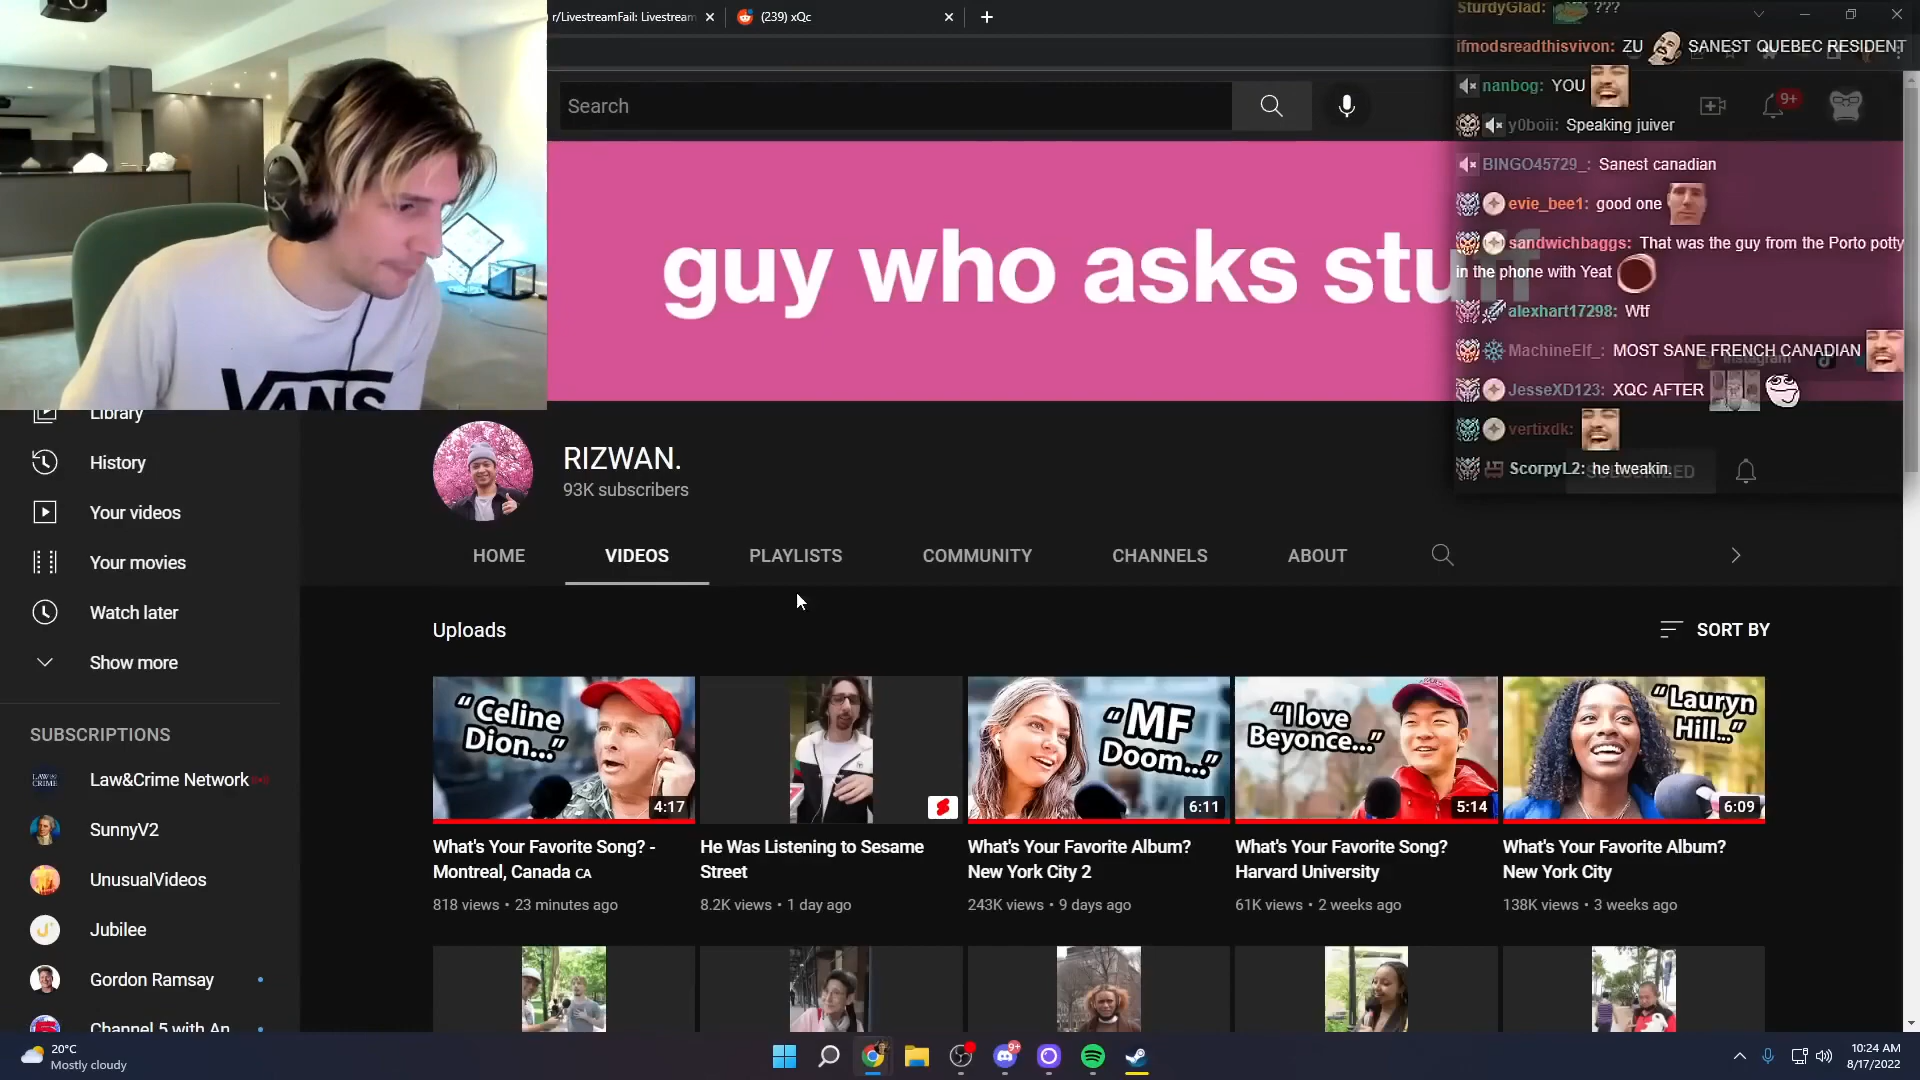 r/LivestreamFail: Livestream
(239) xQc
Search
9+
guy who asks stuff
VANS
SturdyGlad: ???
ifmodsreadthisvivon: ZU SANEST QUEBEC RESIDENT
nanbog: YOU
y0boii: Speaking juiver
BINGO45729_: Sanest canadian
evie_bee1: good one
sandwichbaggs: That was the guy from the Porto potty
in the phone with Yeat
alexhart17298: Wtf
MachineElf_: MOST SANE FRENCH CANADIAN
Instagram
JesseXD123: XQC AFTER
vertixdk:
ScorpyL2: he tweakin.
SUBSCRIBED
RIZWAN.
93K subscribers
HOME VIDEOS PLAYLISTS COMMUNITY CHANNELS ABOUT
Library
History
Your videos
Your movies
Watch later
Show more
SUBSCRIPTIONS
LAW& CRIME
Law&Crime Network
SunnyV2
UnusualVideos
Jubilee
Gordon Ramsay
Channel 5 with An
Uploads
SORT BY
"Celine
Dion..."
4:17
What's Your Favorite Song? -
Montreal, Canada CA
818 views • 23 minutes ago
He Was Listening to Sesame
Street
8.2K views • 1 day ago
"MF
Doom..."
6:11
What's Your Favorite Album?
New York City 2
243K views • 9 days ago
"I love
Beyonce..."
5:14
What's Your Favorite Song?
Harvard University
61K views • 2 weeks ago
"Lauryn
Hill..."
6:09
What's Your Favorite Album?
New York City
138K views • 3 weeks ago
20°C
Mostly cloudy
9+
10:24 AM
8/17/2022